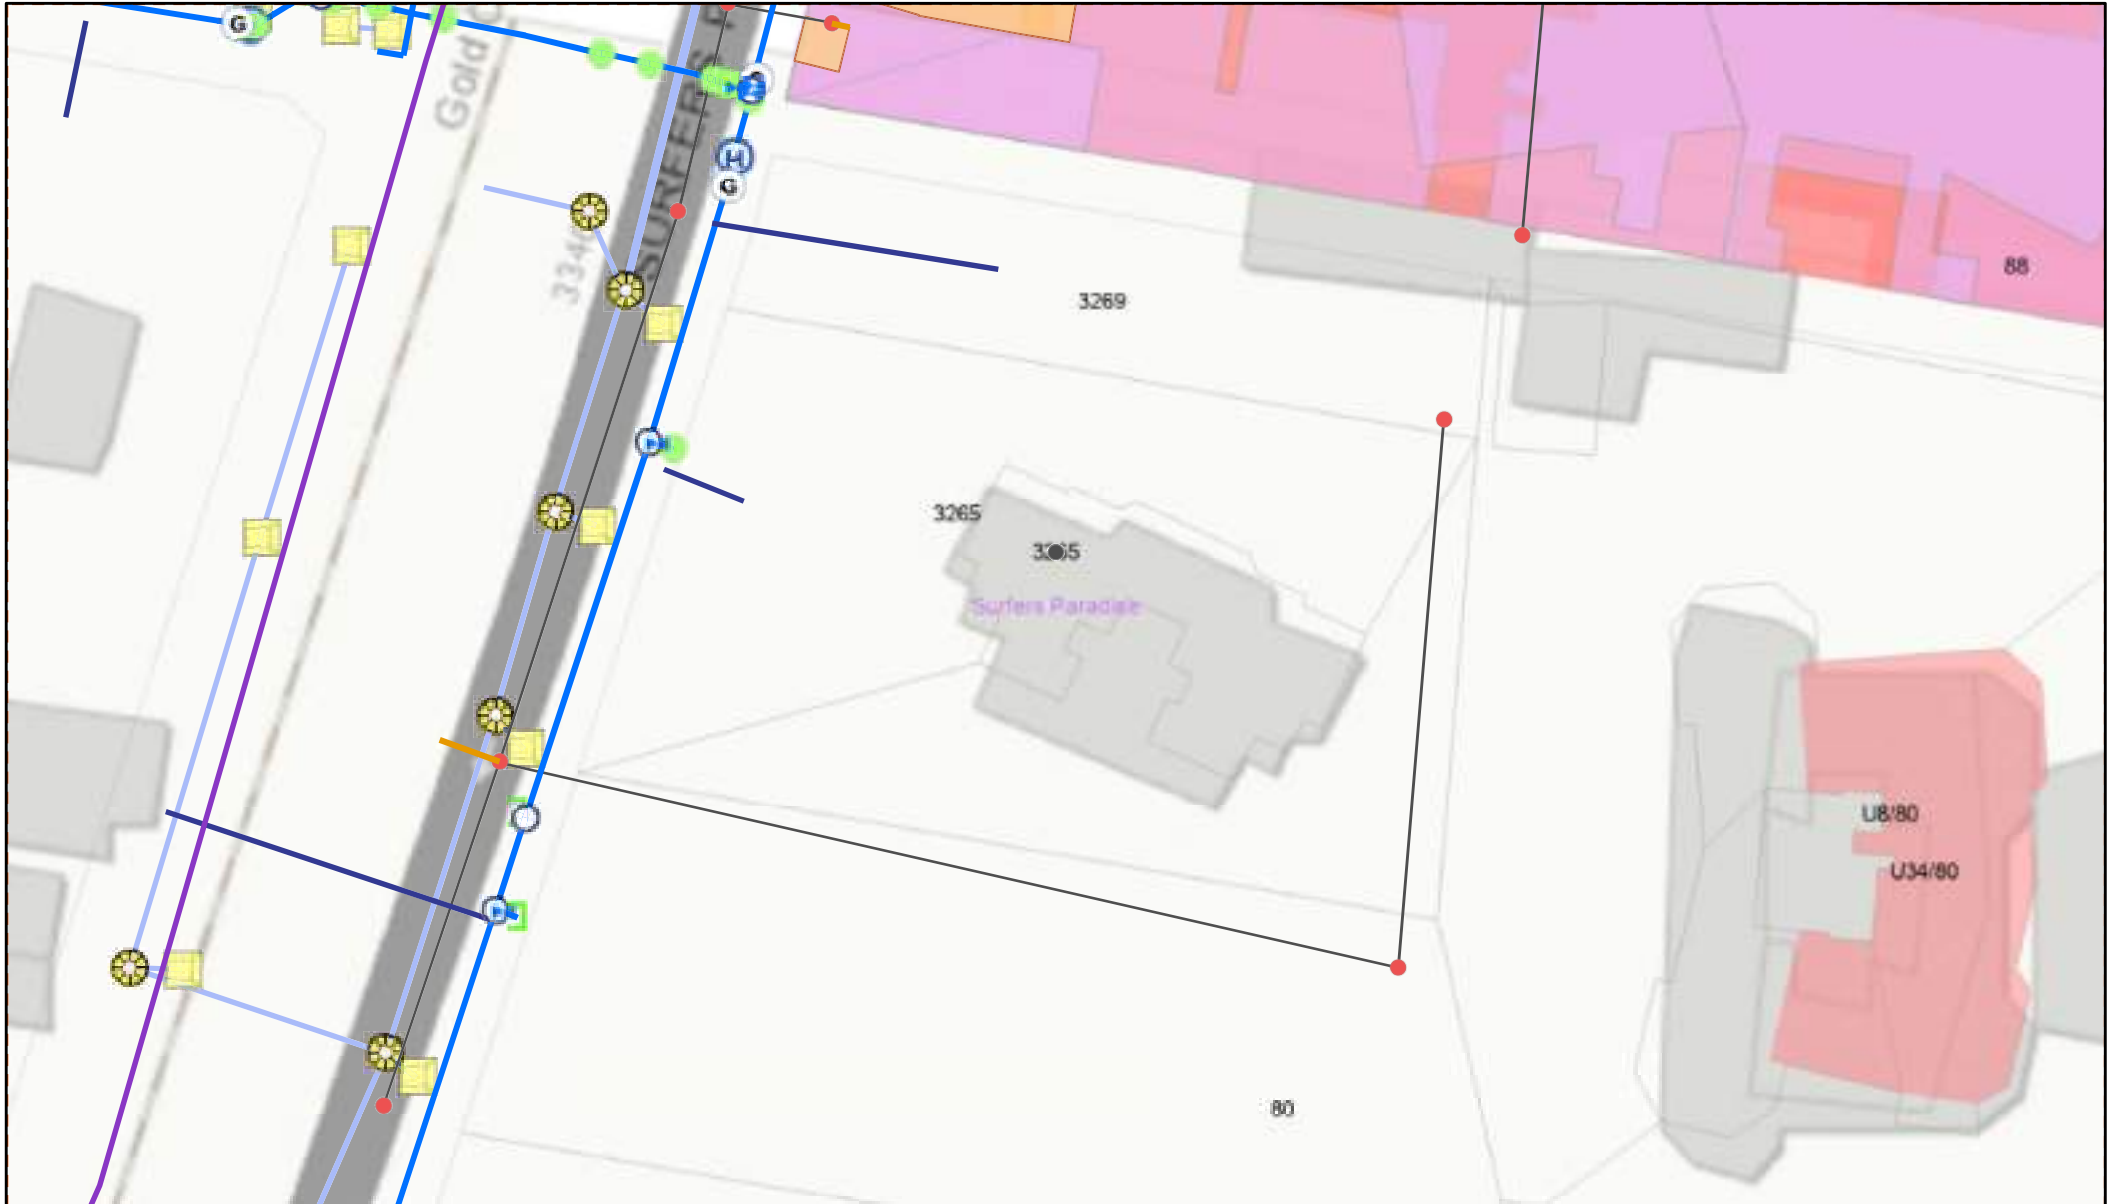 G
Gold C
SURFERS P
H
G
334
88
3269
3265
3265
Surfers Paradise
U8/80
U34/80
80